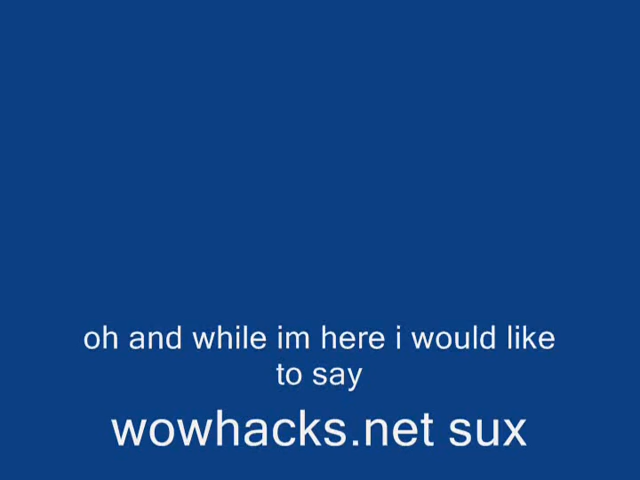 oh and while im here i would like
to say
wowhacks.net sux